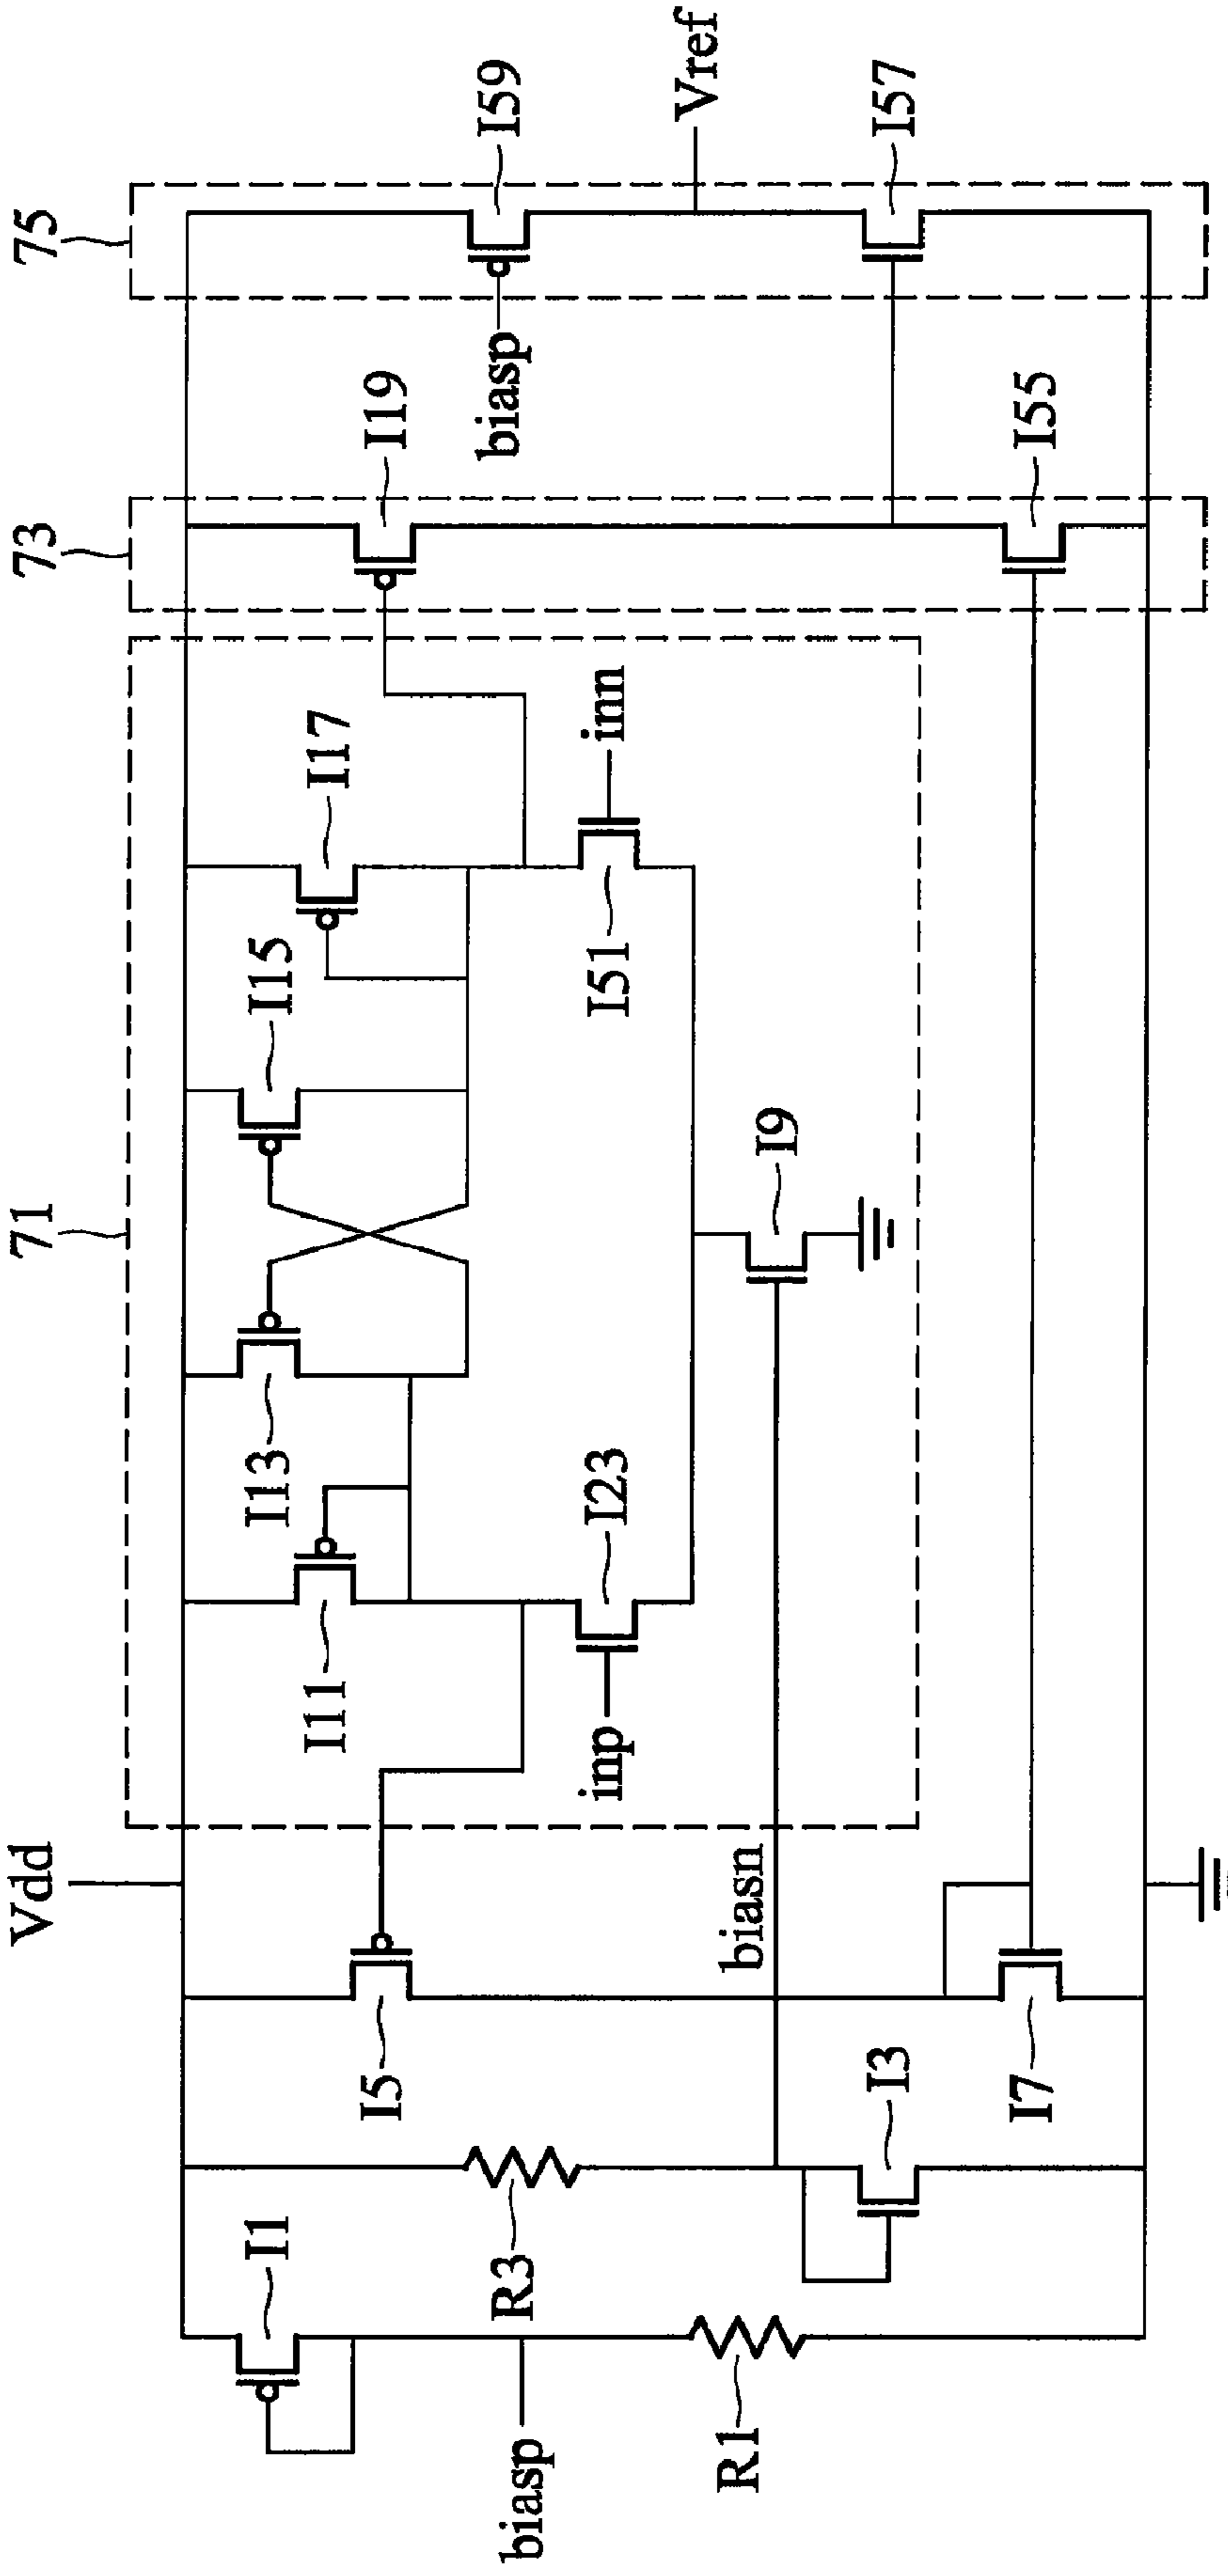 Vdd
71
73
75
I1
I11
I13
I15
I17
I19
I59
I5
R3
biasp
inp
I23
I51
inn
biasp
Vref
biasn
I9
R1
I3
I7
I55
I57